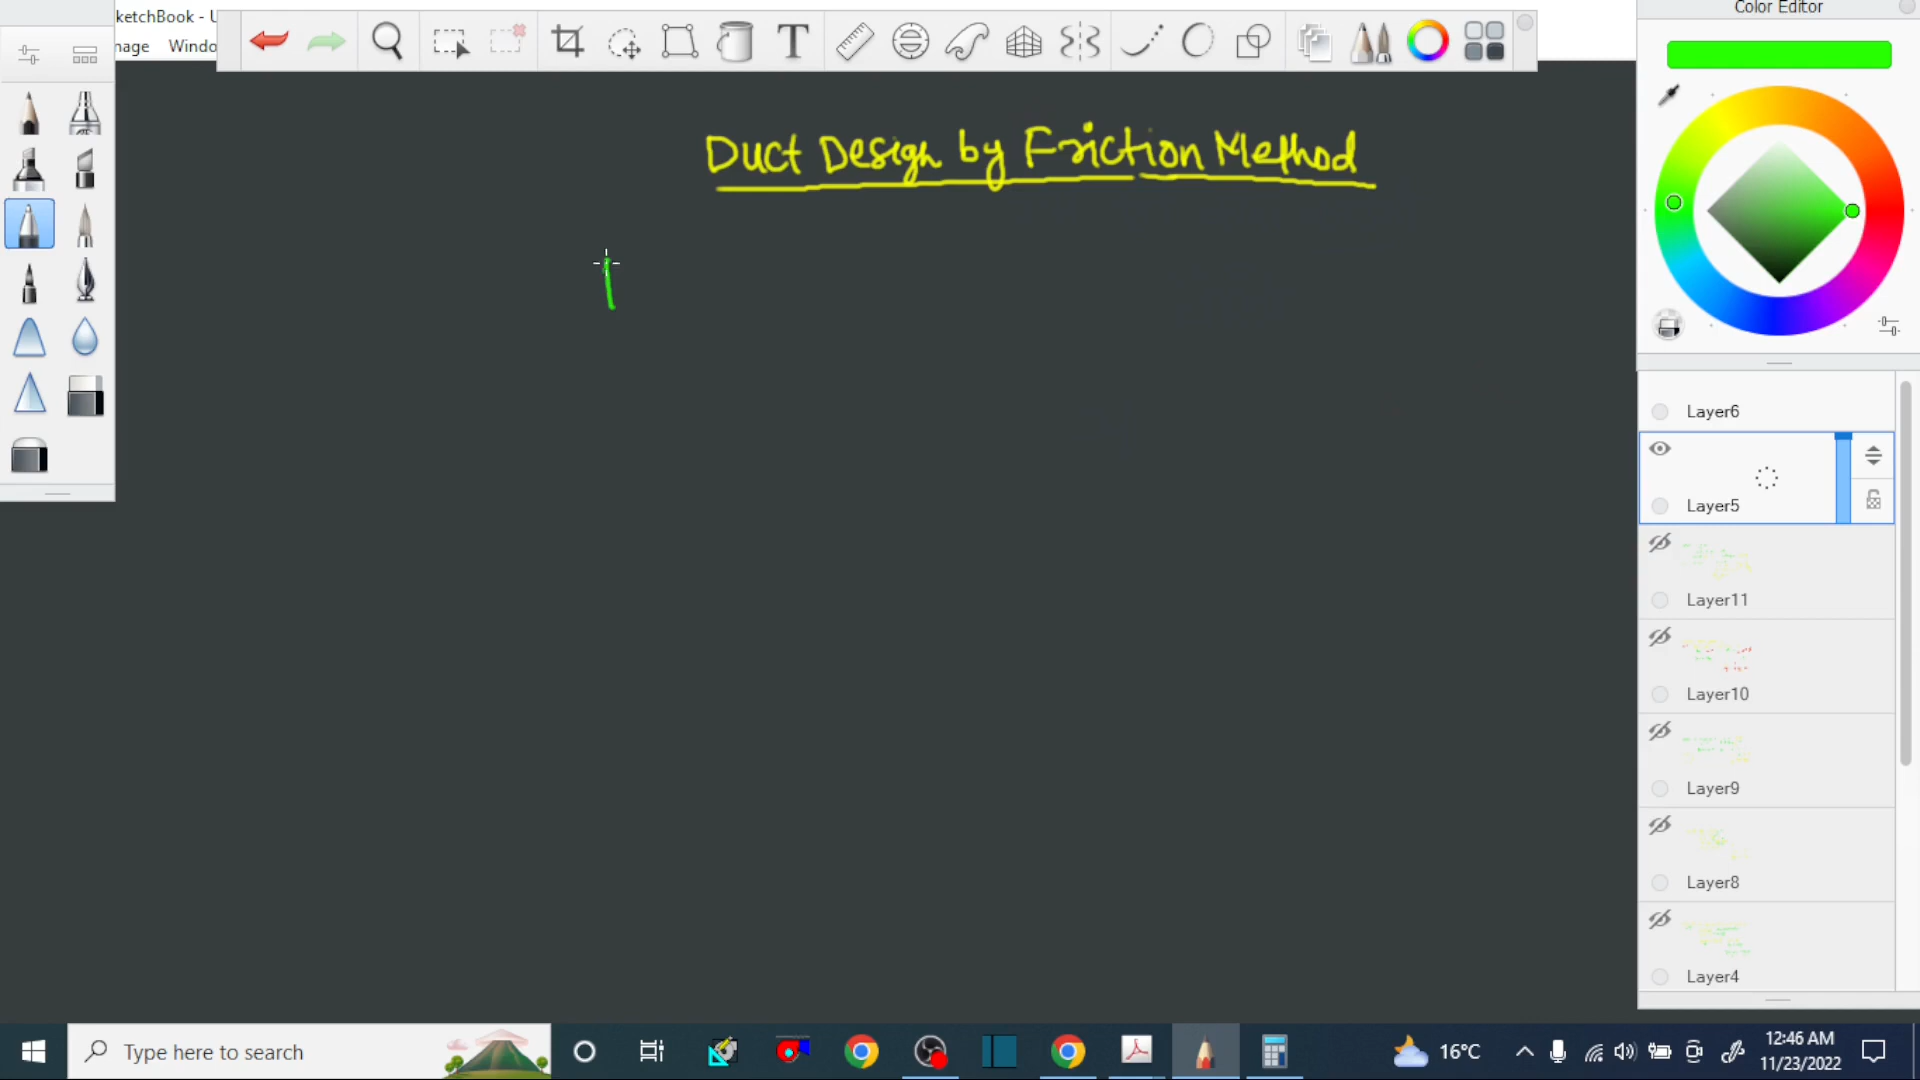 ketchBook - U
Color Editor
nage Windo
T
Duct Design by Friction Method
Layer6
Layer5
Layer11
Layer10
Layer9
Layer8
Layer4
Type here to search
16°C
12:46 AM
11/23/2022